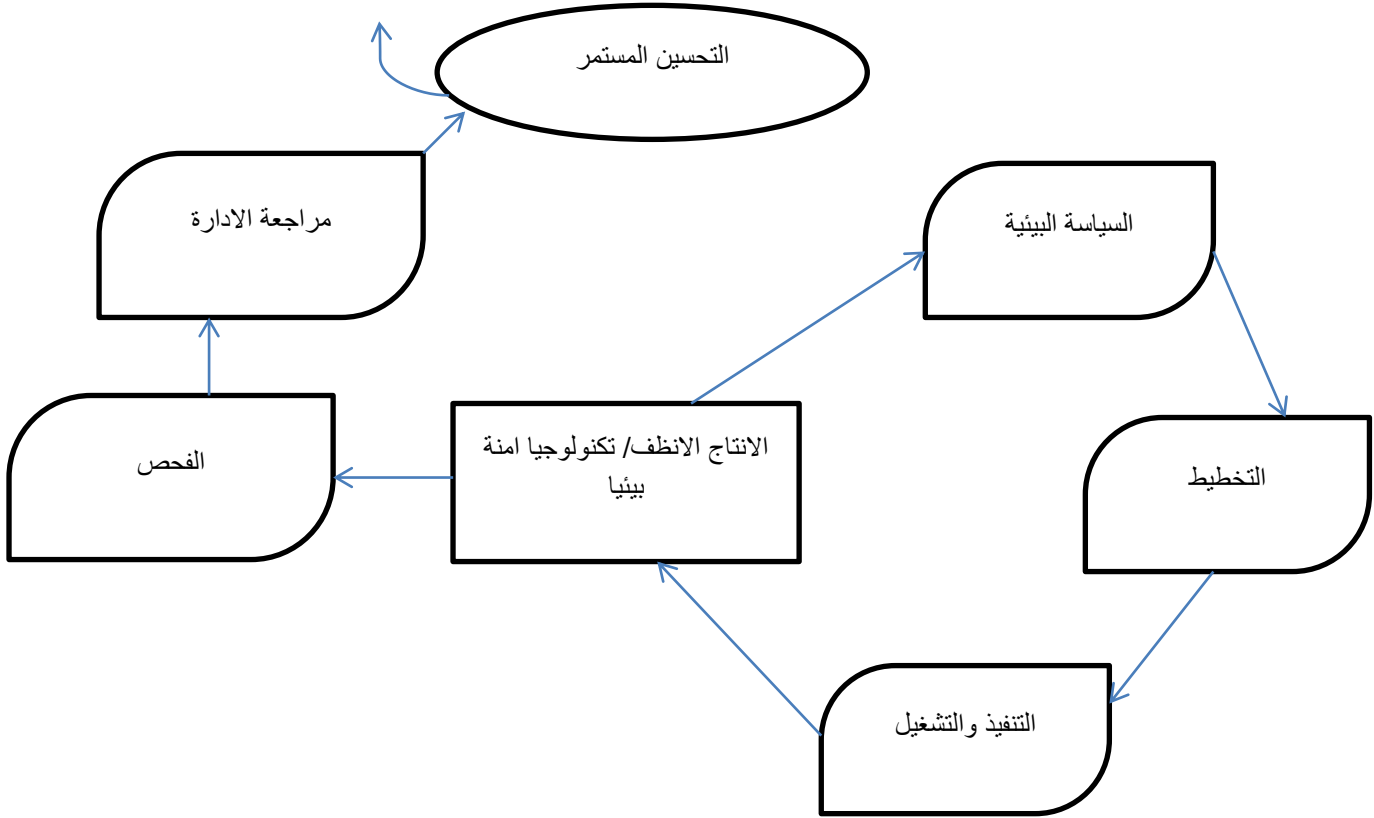 التحسين المستمر
مراجعة الادارة
السياسة البيئية
الانتاج الانظف/ تكنولوجيا امنة
بيئيا
الفحص
التخطيط
التنفيذ والتشغيل